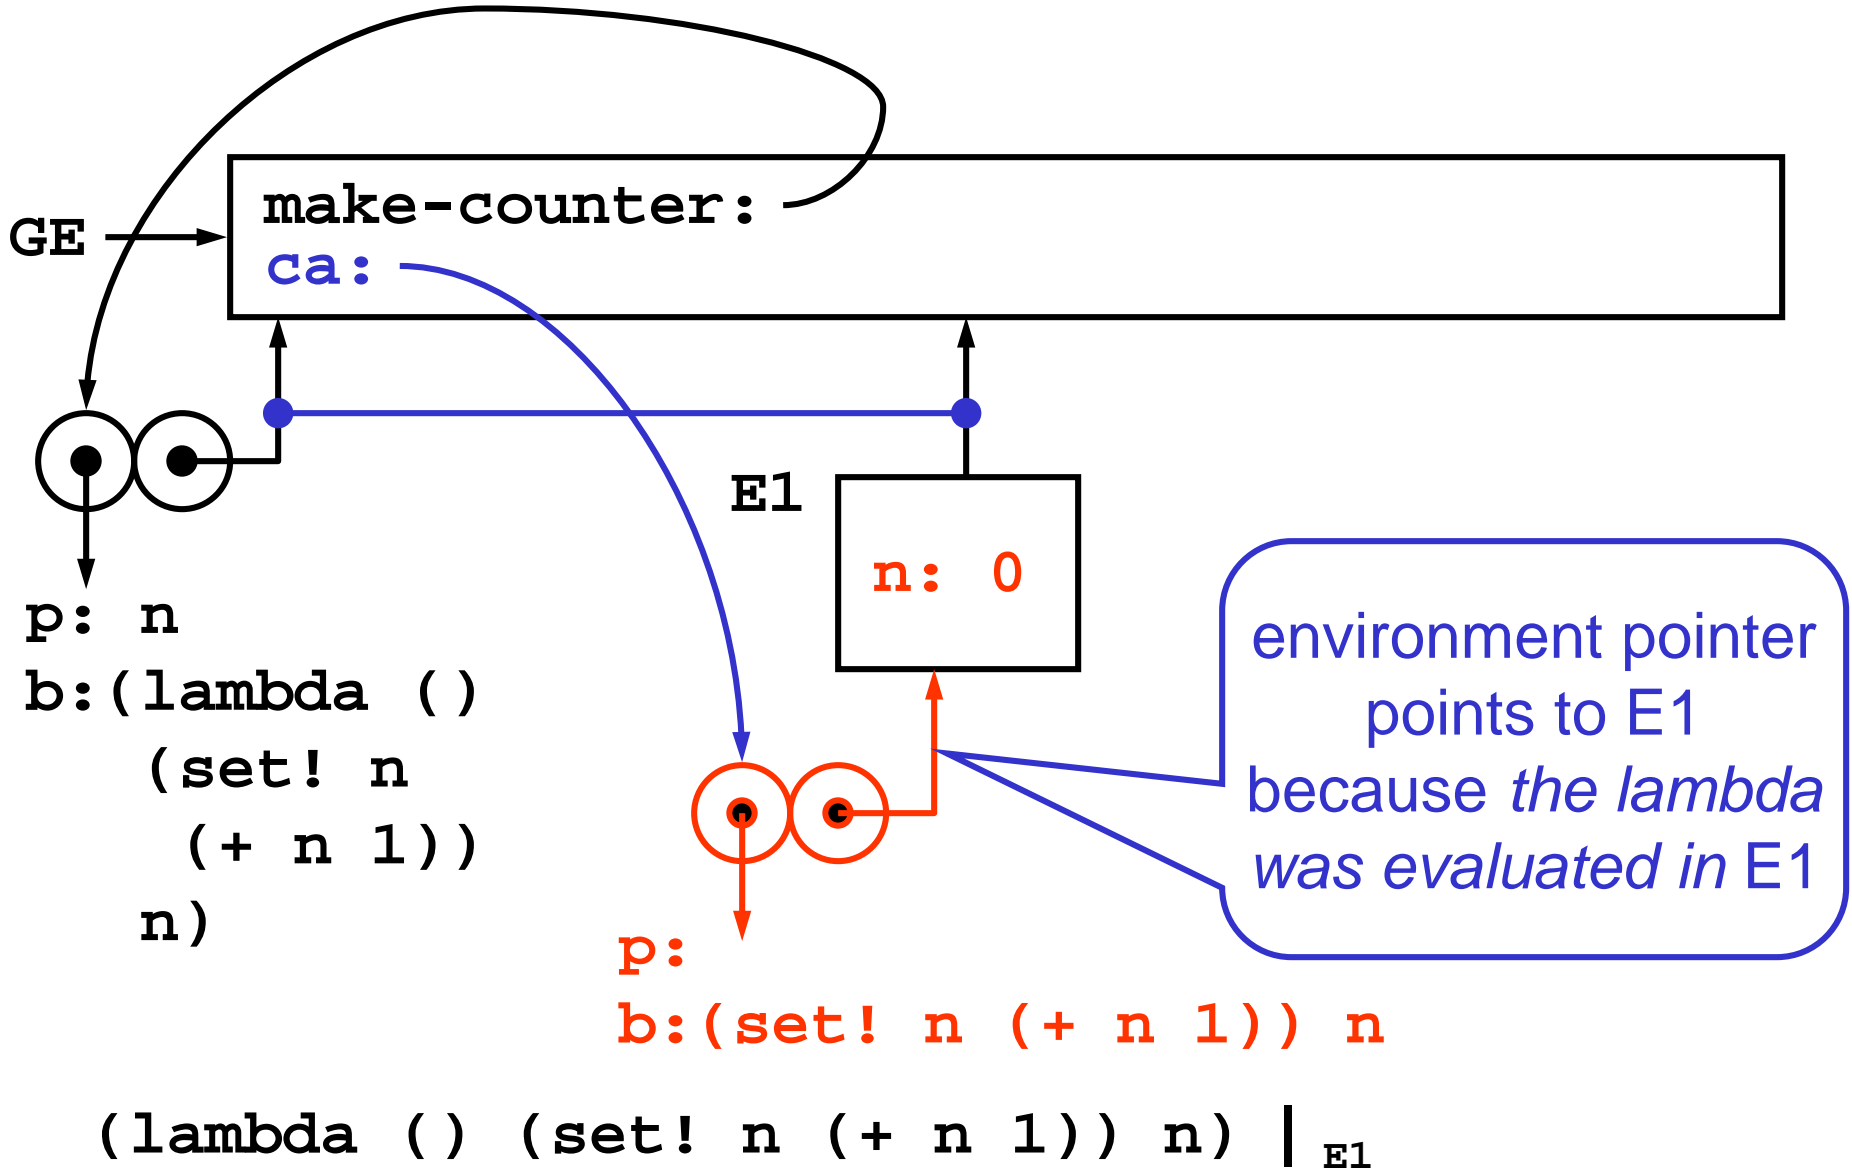 make-counter:
GE
ca:
E1
n: 0
p: n
b:(lambda ()
(set! n
(+ n 1))
n)
environment pointer
points to E1
because the lambda
was evaluated in E1
p:
b:(set! n (+ n 1)) n
(lambda () (set! n (+ n 1)) n) | E1